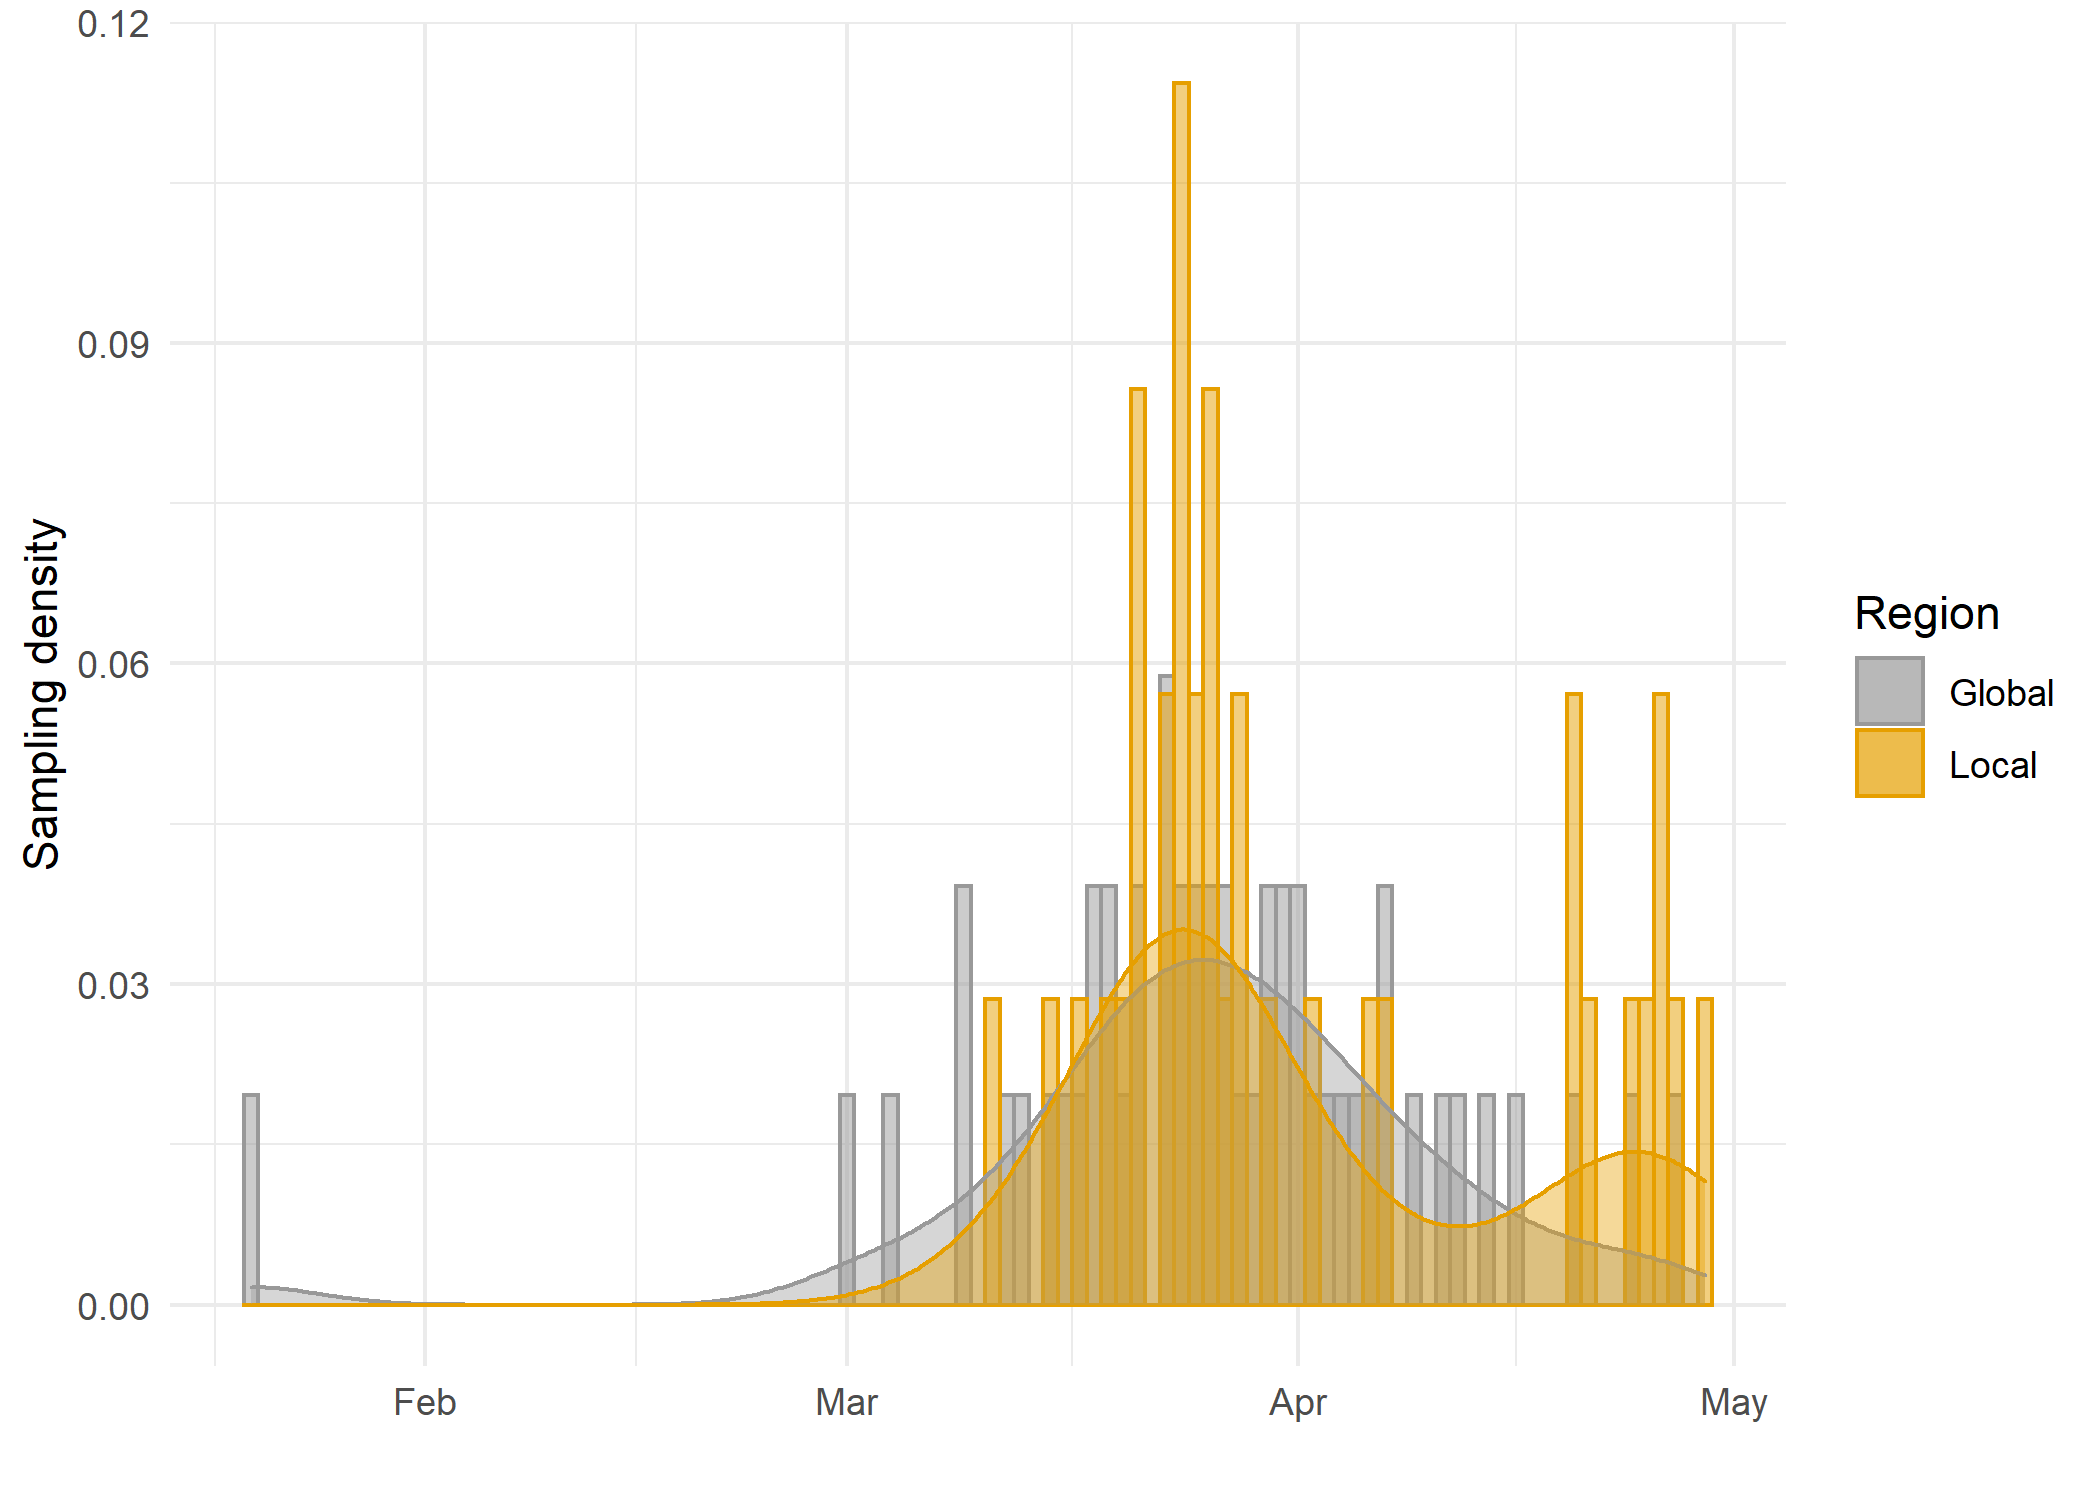 0.12
0.09
0.06
0.03
0.00
Sampling density
Feb
Mar
Apr
May
Region
Global
Local